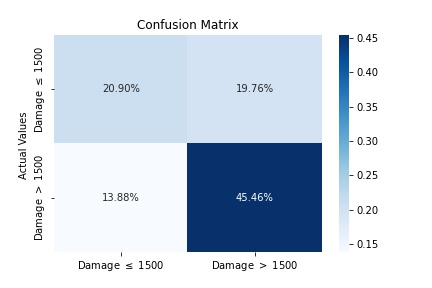 Confusion Matrix
Actual Values
Damage ≤ 1500
20.90%
19.76%
Damage > 1500
13.88%
45.46%
Damage ≤ 1500
Damage > 1500
0.45
0.40
0.35
0.30
0.25
0.20
0.15